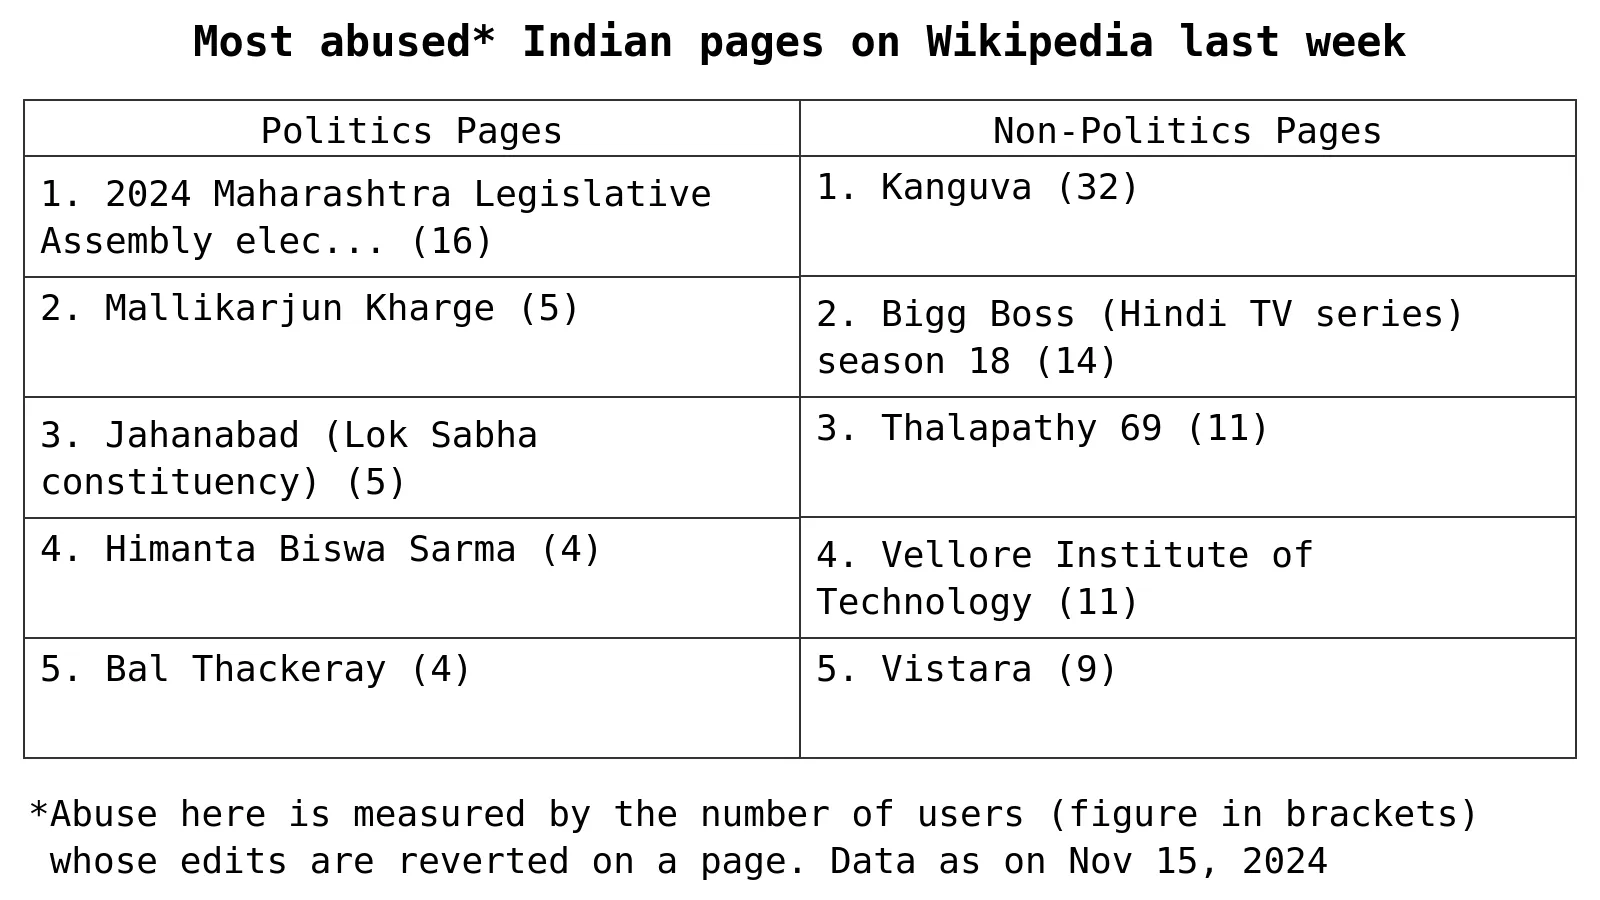 Most abused* Indian pages on Wikipedia last week
Politics Pages
Non-Politics Pages
1. 2024 Maharashtra Legislative
Assembly elec... (16)
1. Kanguva (32)
2. Mallikarjun Kharge (5)
2. Bigg Boss (Hindi TV series)
season 18 (14)
3. Jahanabad (Lok Sabha
constituency) (5)
3. Thalapathy 69 (11)
4. Himanta Biswa Sarma (4)
4. Vellore Institute of
Technology (11)
5. Bal Thackeray (4)
5. Vistara (9)
*Abuse here is measured by the number of users (figure in brackets)
whose edits are reverted on a page. Data as on Nov 15, 2024